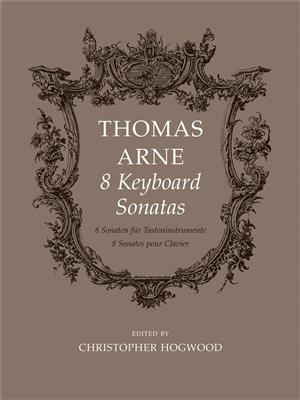 THOMAS
ARNE
8 Keyboard
Sonatas
8 Sonaten für Tasteninstrumente
8 Sonates pour Clavier
EDITED BY
CHRISTOPHER HOGWOOD